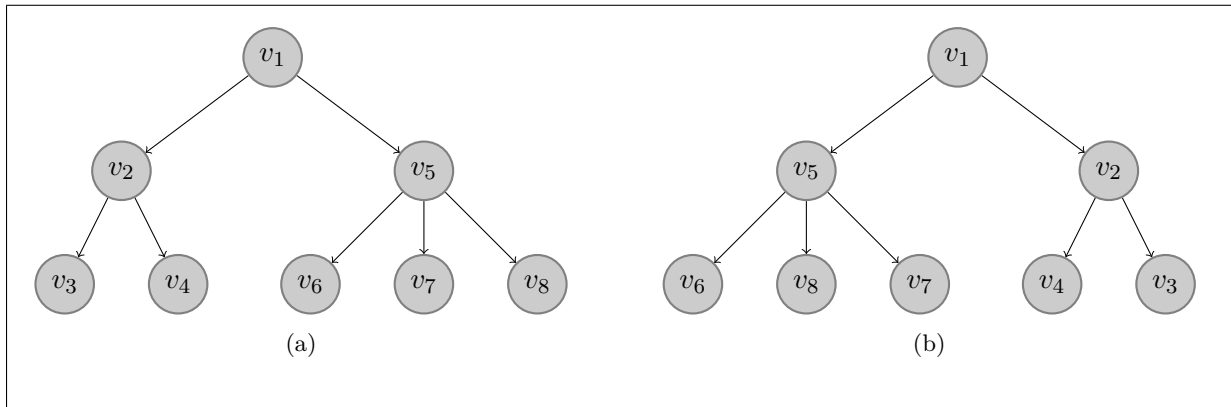 v₁ v₁
v₂ v₅ v₅ v₂
v₃ v₄ v₆ v₇ v₈ v₆ v₈ v₇ v₄ v₃
(a) (b)